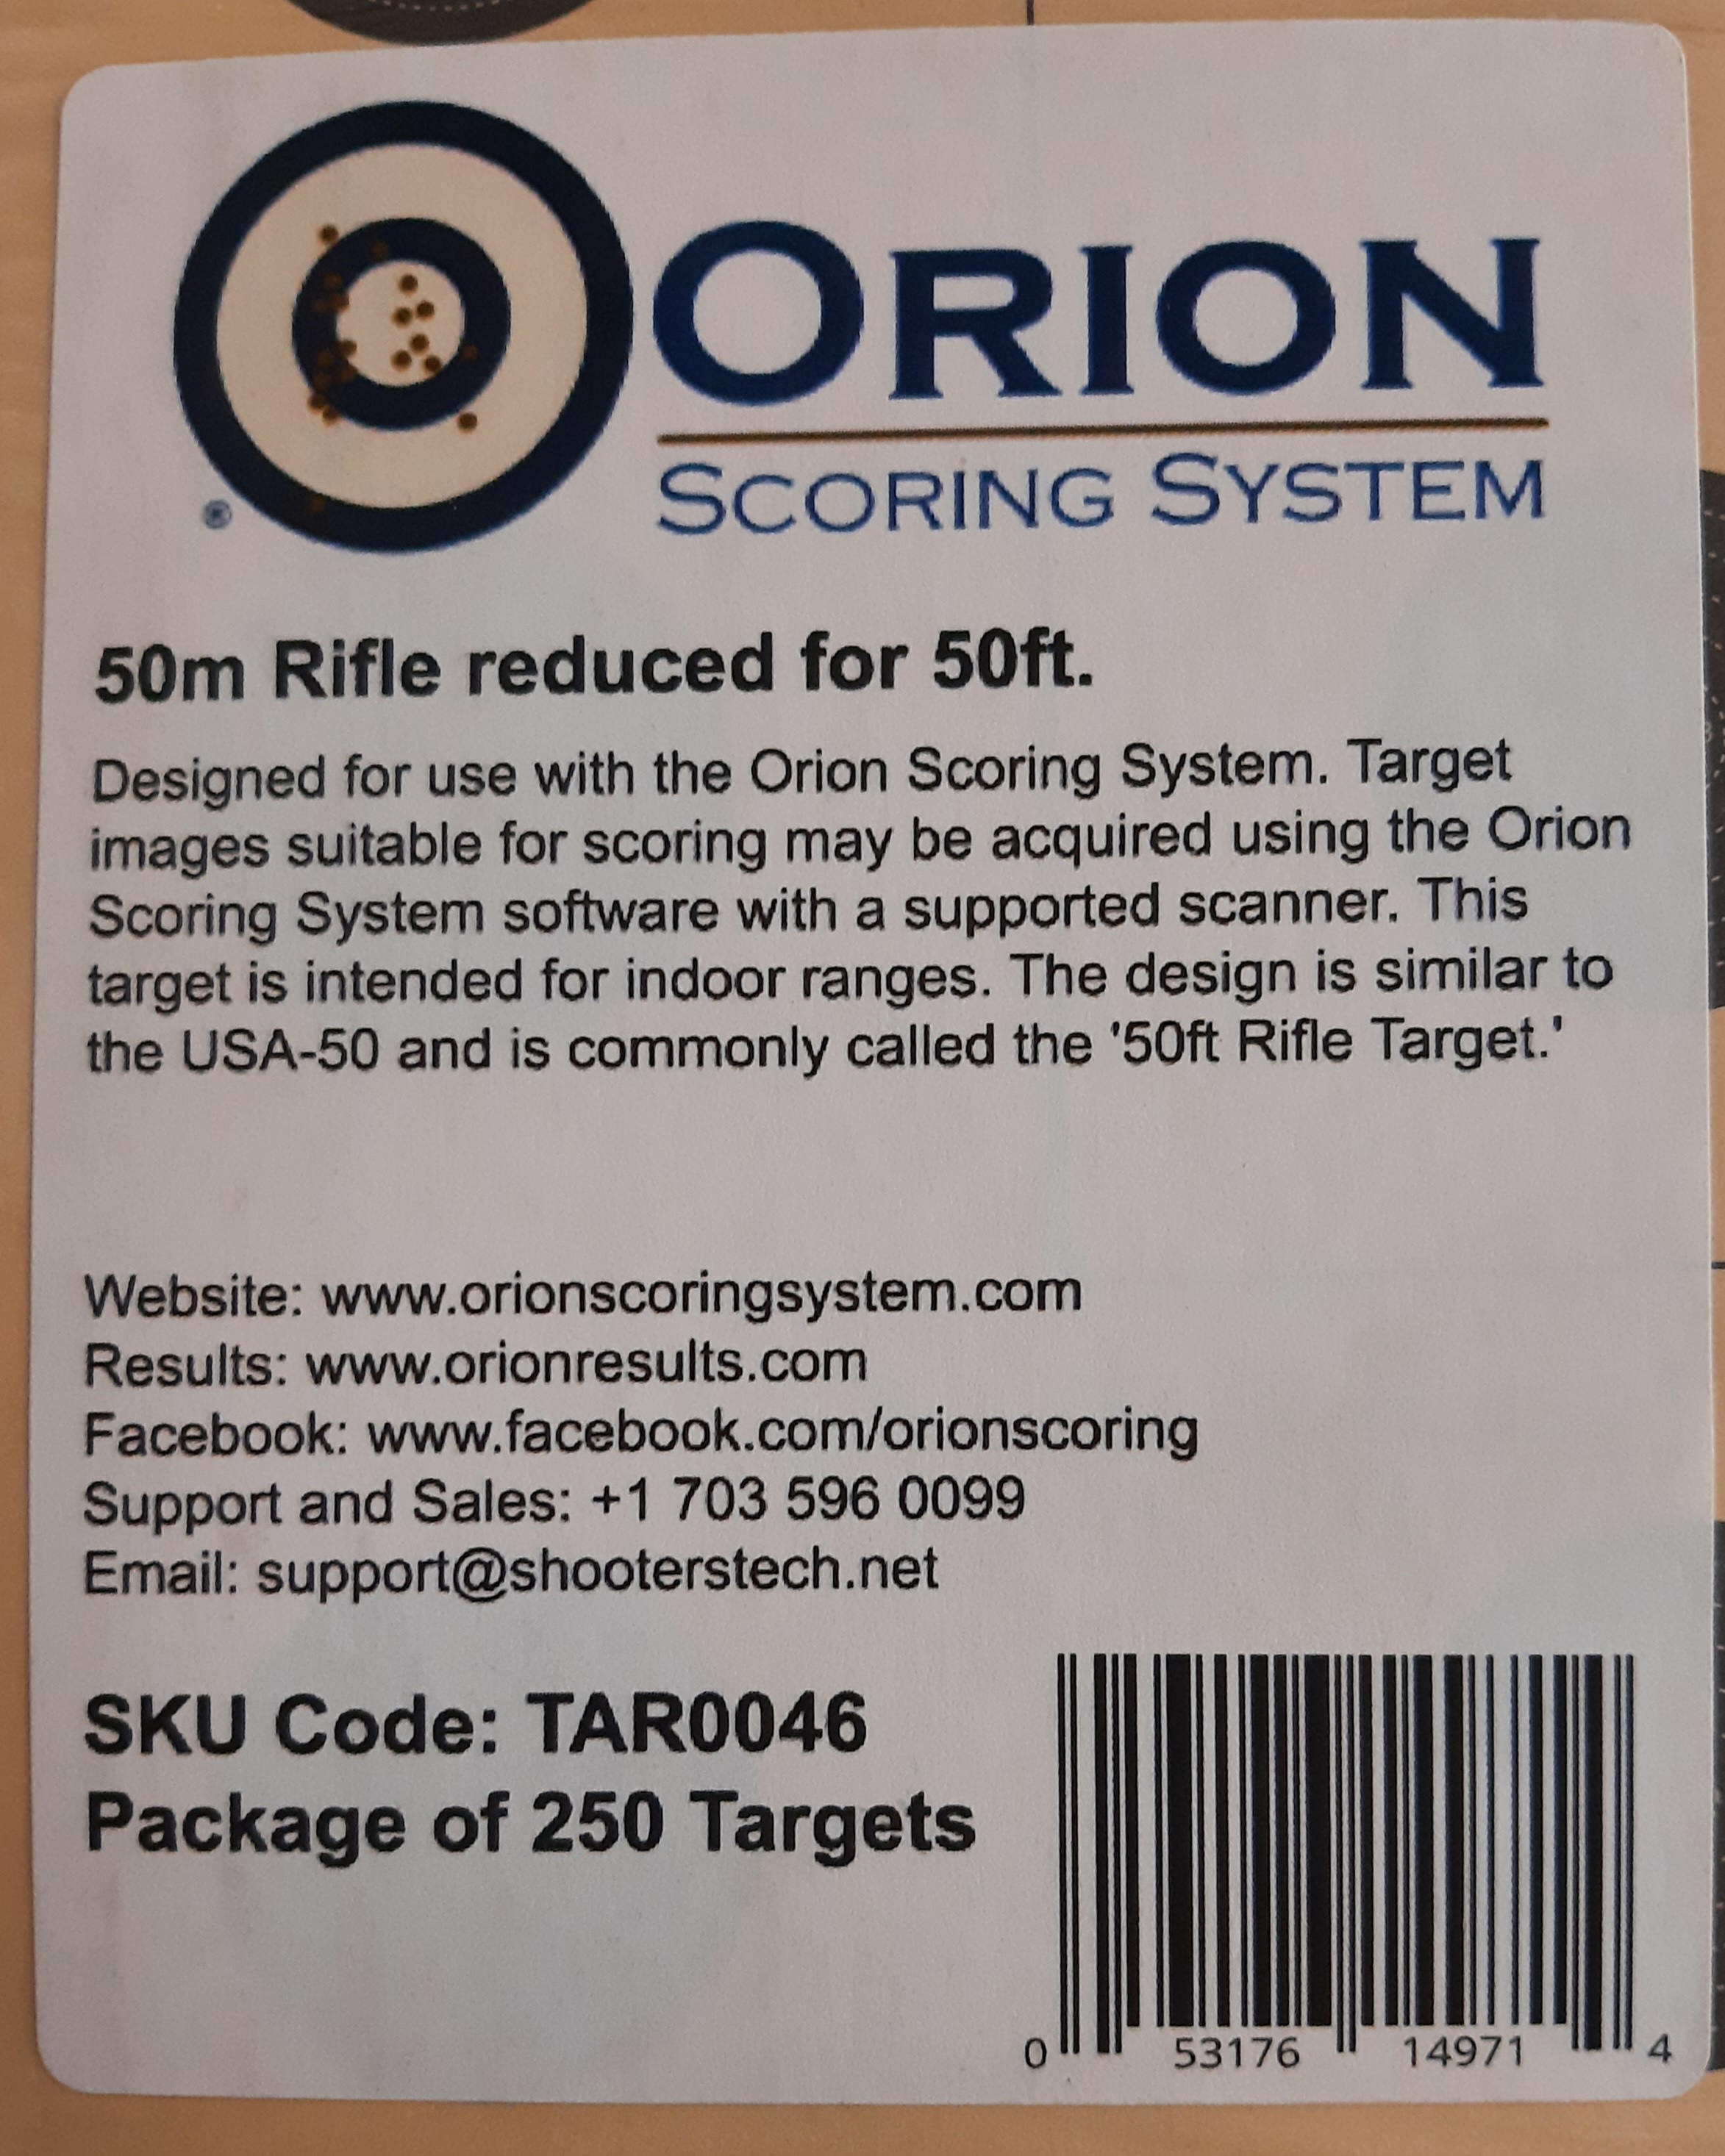 ORION
SCORING SYSTEM
®
50m Rifle reduced for 50ft.
Designed for use with the Orion Scoring System. Target
images suitable for scoring may be acquired using the Orion
Scoring System software with a supported scanner. This
target is intended for indoor ranges. The design is similar to
the USA-50 and is commonly called the '50ft Rifle Target.'
Website: www.orionscoringsystem.com
Results: www.orionresults.com
Facebook: www.facebook.com/orionscoring
Support and Sales: +1 703 596 0099
Email: support@shooterstech.net
SKU Code: TAR0046
Package of 250 Targets
0 53176 14971 4